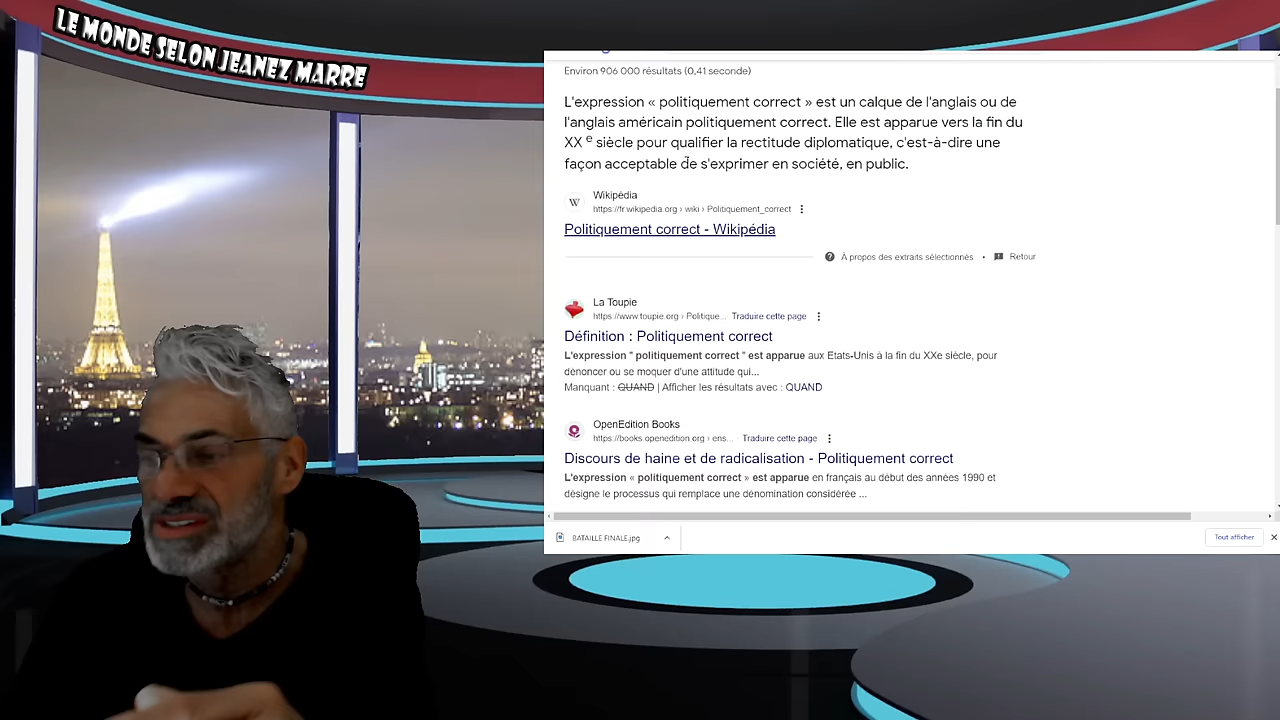 LE MONDE SELON JEANEZ MARRE
Environ 906 000 résultats (0,41 seconde)
L'expression « politiquement correct » est un calque de l'anglais ou de
l'anglais américain politiquement correct. Elle est apparue vers la fin du
XX e siècle pour qualifier la rectitude diplomatique, c'est-à-dire une
façon acceptable de s'exprimer en société, en public.
W
Wikipédia
https://fr.wikipedia.org › wiki › Politiquement_correct
Politiquement correct - Wikipédia
À propos des extraits sélectionnés • Retour
La Toupie
https://www.toupie.org › Politique... Traduire cette page
Définition : Politiquement correct
L'expression " politiquement correct " est apparue aux Etats-Unis à la fin du XXe siècle, pour
dénoncer ou se moquer d'une attitude qui...
Manquant : QUAND | Afficher les résultats avec : QUAND
OpenEdition Books
https://books.openedition.org › ens... Traduire cette page
Discours de haine et de radicalisation - Politiquement correct
L'expression « politiquement correct » est apparue en français au début des années 1990 et
désigne le processus qui remplace une dénomination considérée ...
BATAILLE FINALE.jpg
Tout afficher